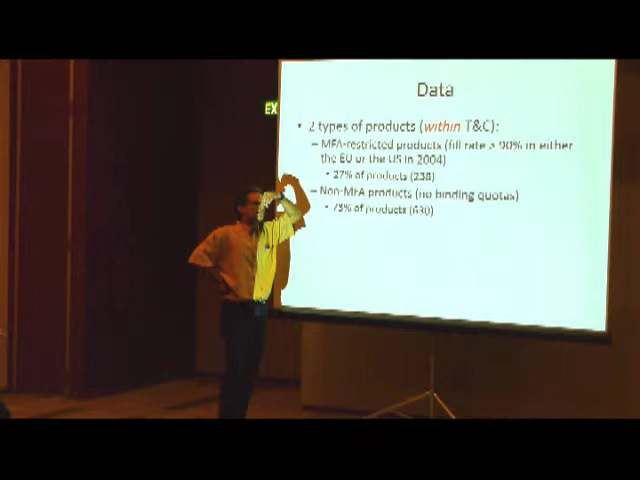 Data
EX
• 2 types of products (within T&C):
– MFA-restricted products (fill rate > 90% in either
the EU or the US in 2004)
• 27% of products (238)
– Non-MFA products (no binding quotas)
• 73% of products (630)